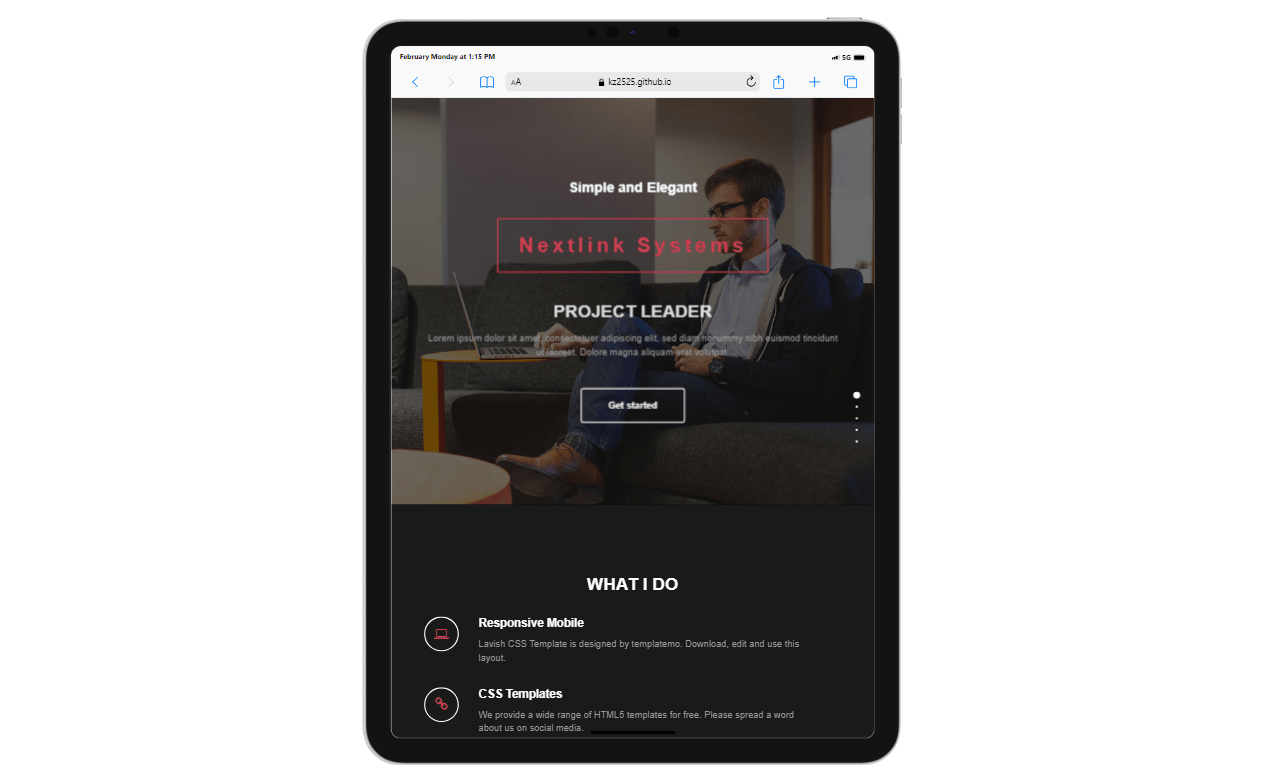 February Monday at 1:15 PM
5G
AA
kz2525.github.io
Simple and Elegant
Nextlink Systems
PROJECT LEADER
Lorem ipsum dolor sit amet, consectetuer adipiscing elit, sed diam nonummy nibh euismod tincidunt
ut laoreet. Dolore magna aliquam erat volutpat.
Get started
WHAT I DO
Responsive Mobile
Lavish CSS Template is designed by templatemo. Download, edit and use this
layout.
CSS Templates
We provide a wide range of HTML5 templates for free. Please spread a word
about us on social media.